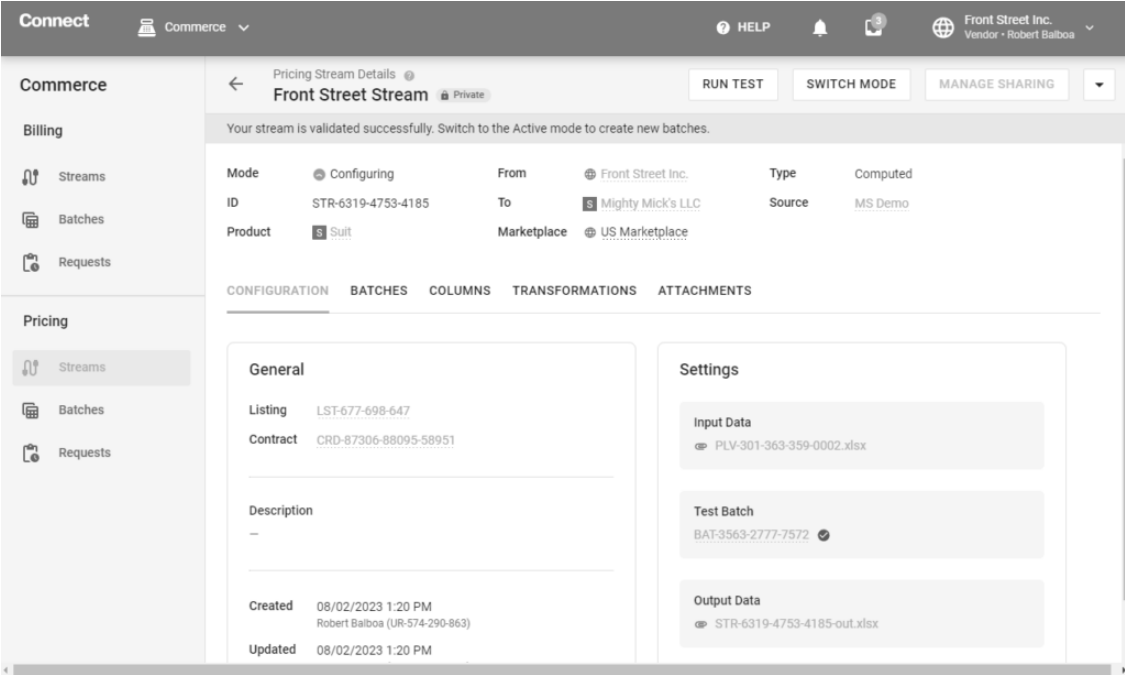 Connect
Commerce
HELP
3
Front Street Inc.
Vendor • Robert Balboa
Commerce
Billing
Streams
Batches
Requests
Pricing
Streams
Batches
Requests
Pricing Stream Details
Front Street Stream Private
RUN TEST
SWITCH MODE
MANAGE SHARING
Your stream is validated successfully. Switch to the Active mode to create new batches.
Mode Configuring From Front Street Inc. Type Computed
ID STR-6319-4753-4185 To S Mighty Mick's LLC Source MS Demo
Product S Suit Marketplace US Marketplace
CONFIGURATION BATCHES COLUMNS TRANSFORMATIONS ATTACHMENTS
General
Listing LST-677-698-647
Contract CRD-87306-88095-58951
Description
—
Created 08/02/2023 1:20 PM
Robert Balboa (UR-574-290-863)
Updated 08/02/2023 1:20 PM
Settings
Input Data
PLV-301-363-359-0002.xlsx
Test Batch
BAT-3563-2777-7572
Output Data
STR-6319-4753-4185-out.xlsx